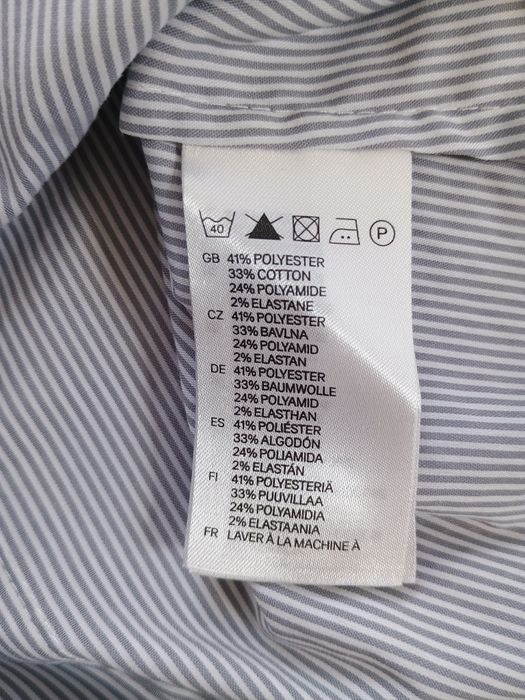 40
P
GB 41% POLYESTER
33% COTTON
24% POLYAMIDE
2% ELASTANE
CZ 41% POLYESTER
33% BAVLNA
24% POLYAMID
2% ELASTAN
DE 41% POLYESTER
33% BAUMWOLLE
24% POLYAMID
2% ELASTHAN
ES 41% POLIÉSTER
33% ALGODÓN
24% POLIAMIDA
2% ELASTÁN
FI 41% POLYESTERIÄ
33% PUUVILLAA
24% POLYAMIDIA
2% ELASTAANIA
FR LAVER À LA MACHINE À